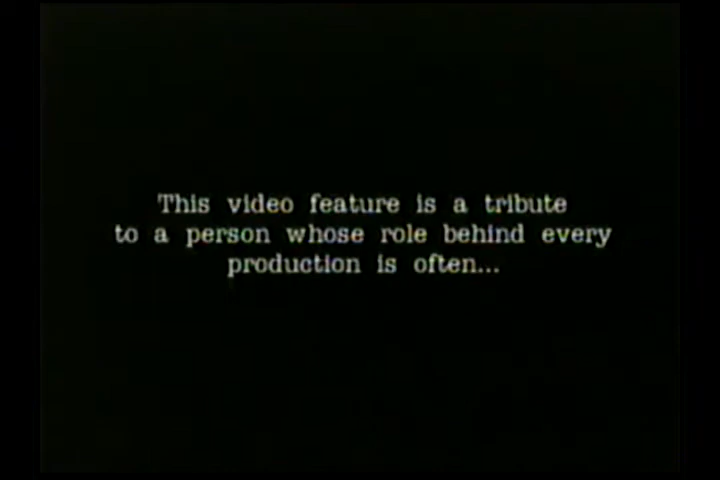 This video feature is a tribute
to a person whose role behind every
production is often...